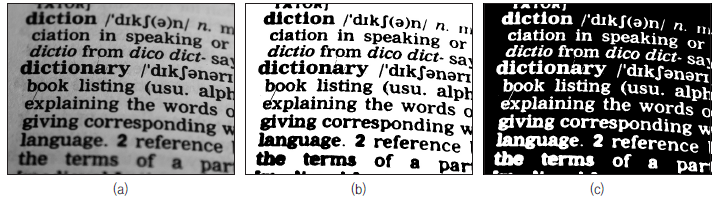 diction /ˈdɪkʃ(ə)n/ n.
ciation in speaking or
dictio from dico dict- say
dictionary /ˈdɪkʃənərɪ
book listing (usu. alph
explaining the words o
giving corresponding w
language. 2 reference
the terms of a par
(a)
diction /ˈdɪkʃ(ə)n/ n.
ciation in speaking or
dictio from dico dict- say
dictionary /ˈdɪkʃənərɪ
book listing (usu. alph
explaining the words o
giving corresponding w
language. 2 reference
the terms of a par
(b)
diction /ˈdɪkʃ(ə)n/ n.
ciation in speaking or
dictio from dico dict- say
dictionary /ˈdɪkʃənərɪ
book listing (usu. alph
explaining the words o
giving corresponding w
language. 2 reference
the terms of a par
(c)